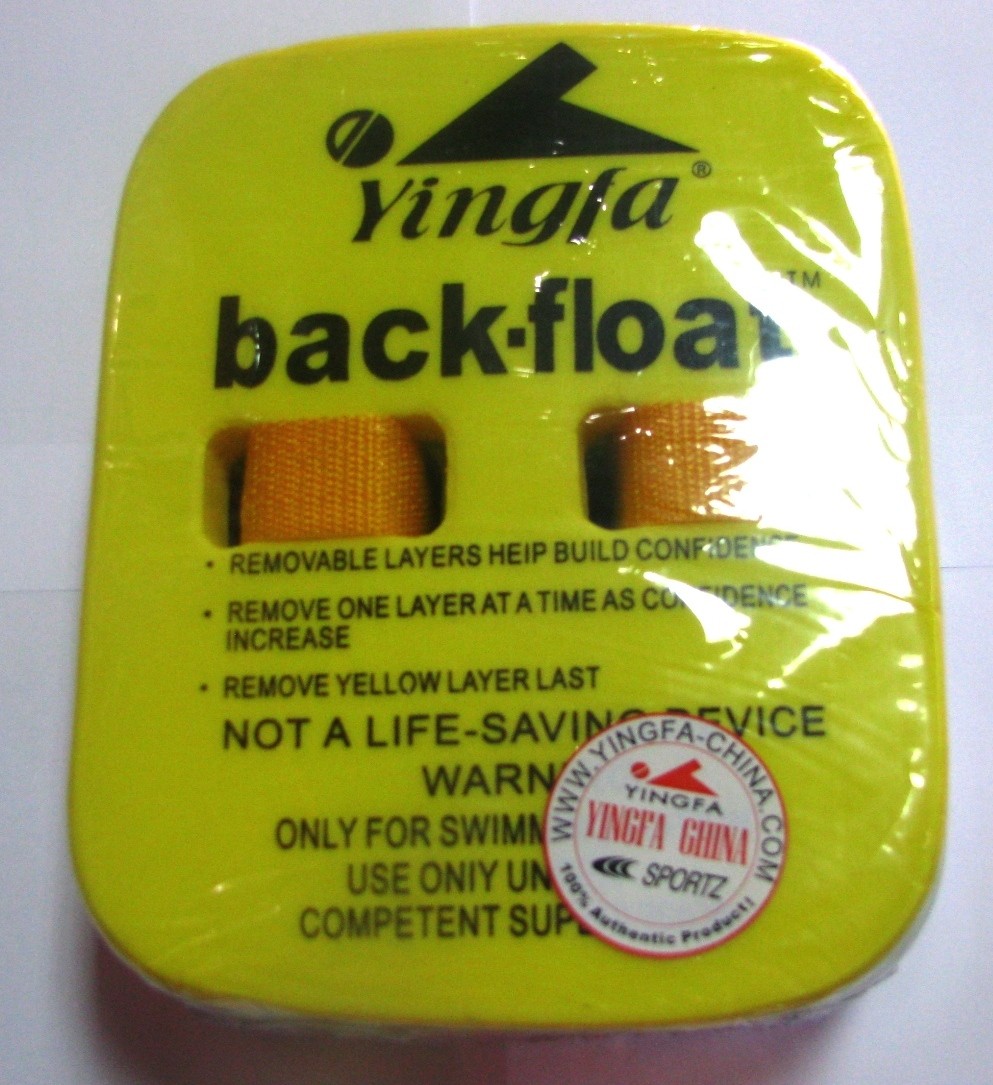 Yingfa®
back·float™
· REMOVABLE LAYERS HEIP BUILD CONFIDENCE
· REMOVE ONE LAYER AT A TIME AS CONFIDENCE
INCREASE
· REMOVE YELLOW LAYER LAST
NOT A LIFE-SAVING DEVICE
WARN
ONLY FOR SWIMM
USE ONIY UN
COMPETENT SUP
WWW.YINGFA-CHINA.COM
YINGFA
YINGFA CHINA
SPORTZ
100% Authentic Product!